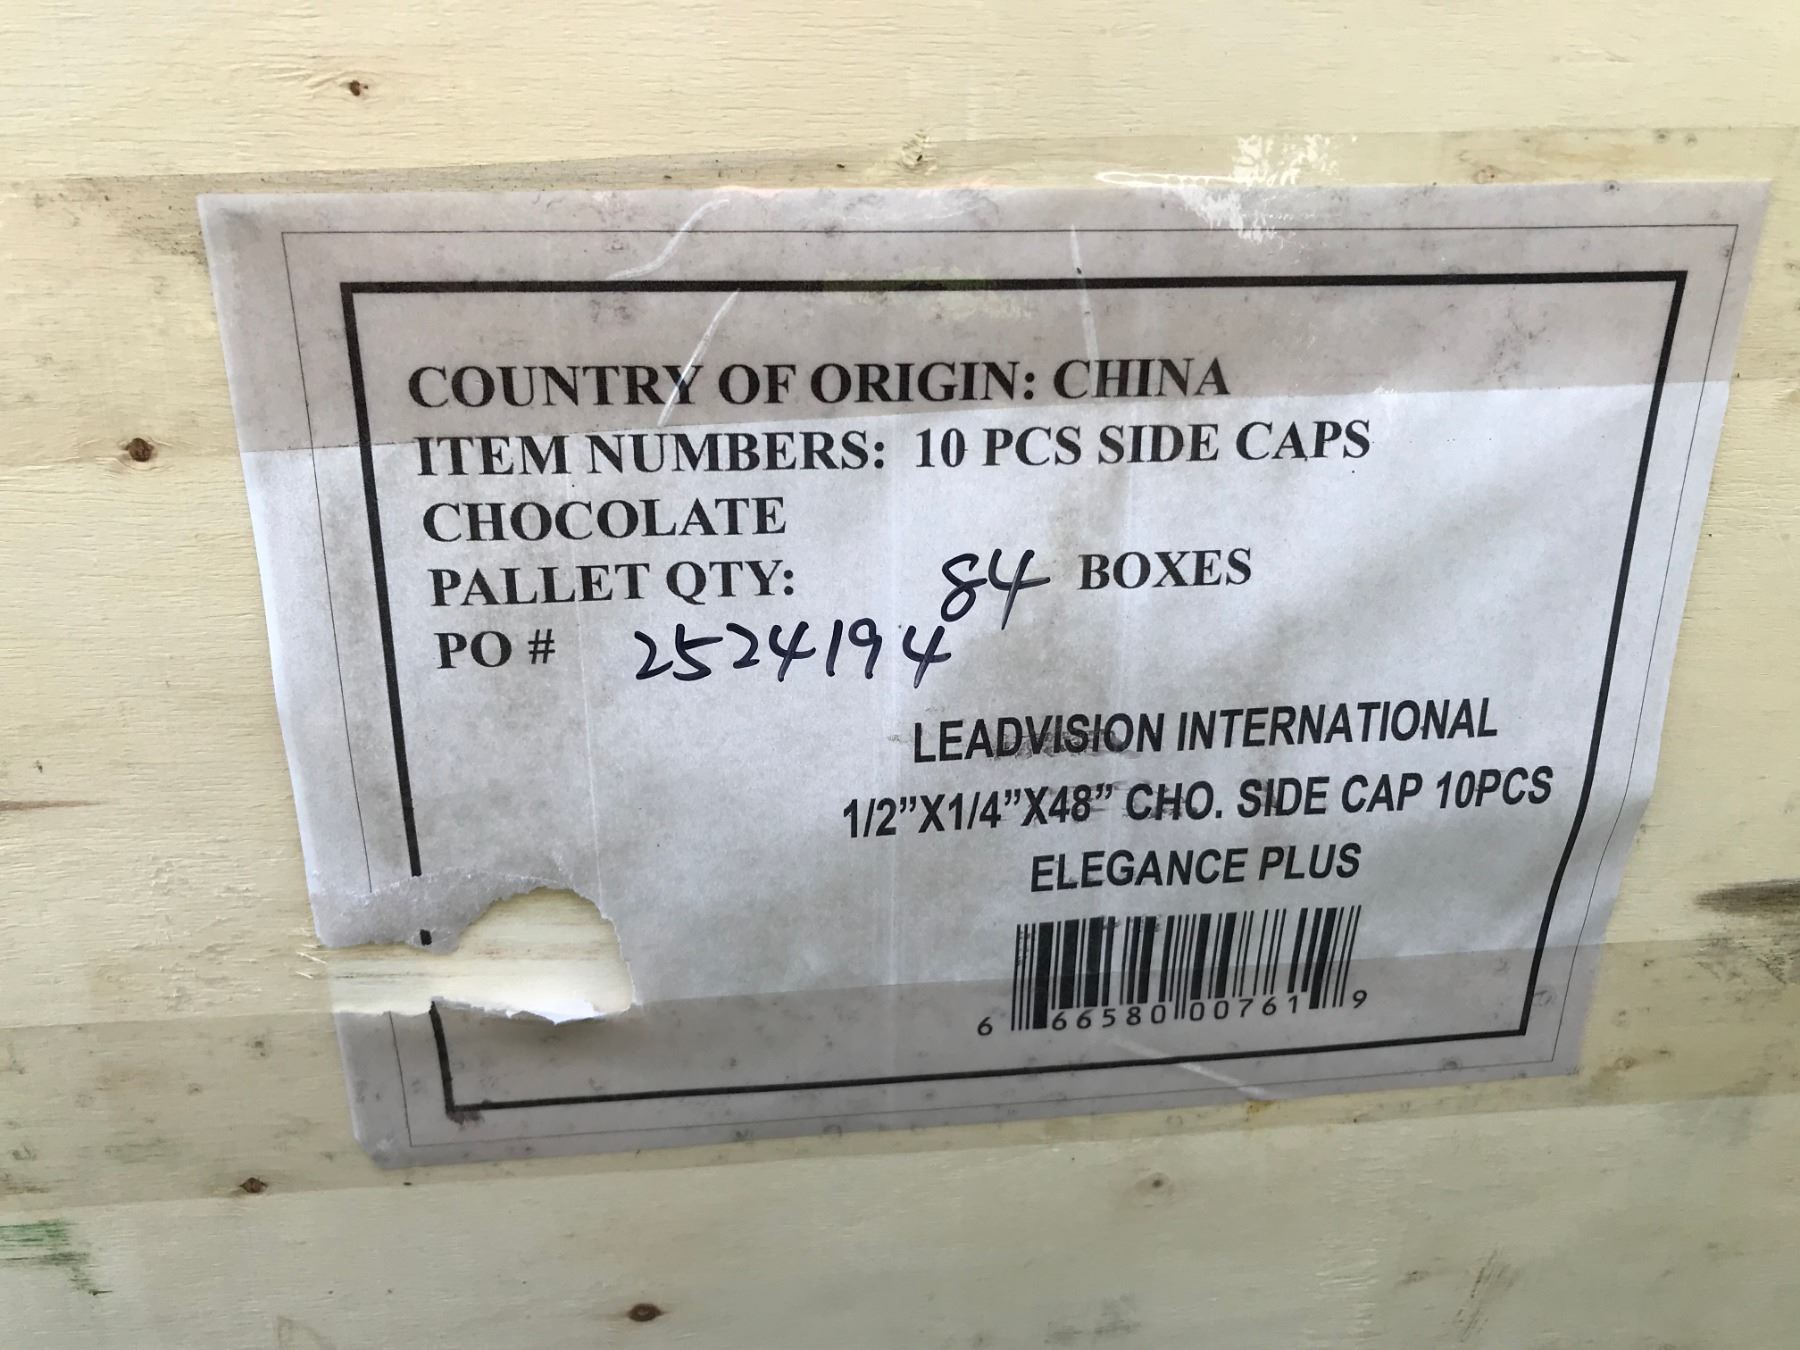 COUNTRY OF ORIGIN: CHINA
ITEM NUMBERS: 10 PCS SIDE CAPS
CHOCOLATE
PALLET QTY: 84 BOXES
PO # 2524194
LEADVISION INTERNATIONAL
1/2”X1/4”X48” CHO. SIDE CAP 10PCS
ELEGANCE PLUS
6 66580 00761 9